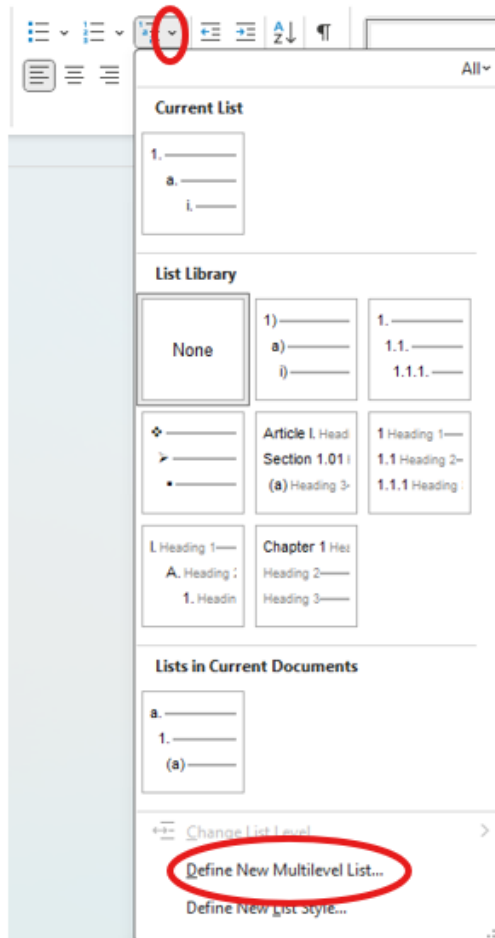 All
Current List
1.
a.
i.
List Library
None
1)
a)
i)
1.
1.1.
1.1.1.
Article I. Head
Section 1.01
(a) Heading 3-
1 Heading 1
1.1 Heading 2
1.1.1 Heading
I. Heading 1
A. Heading
1. Headin
Chapter 1 Hea
Heading 2
Heading 3
Lists in Current Documents
a.
1.
(a)
Change List Level...
Define New Multilevel List...
Define New List Style...